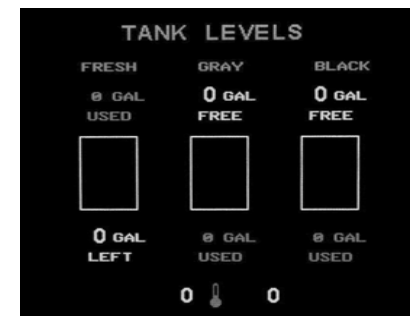 TANK LEVELS
FRESH GRAY BLACK
0 GAL 0 GAL 0 GAL
USED FREE FREE
0 GAL 0 GAL 0 GAL
LEFT USED USED
0 0